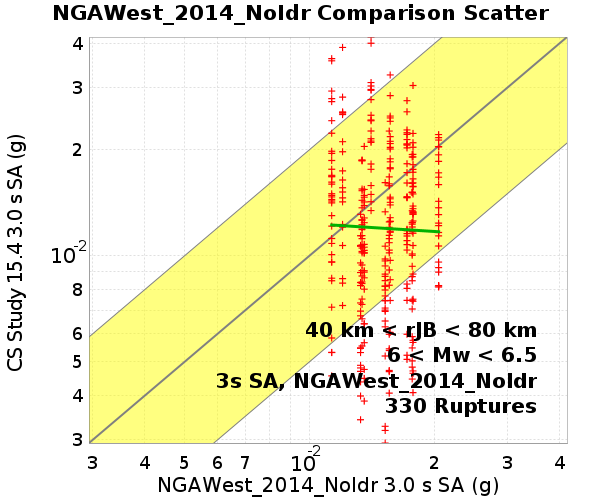 NGAWest_2014_NoIdr Comparison Scatter
4
3
2
10-2
8
6
5
4
3
CS Study 15.4 3.0 s SA (g)
40 km < rJB < 80 km
6 < Mw < 6.5
3s SA, NGAWest_2014_NoIdr
330 Ruptures
3 4 5 6 7 10-2 2 3 4
NGAWest_2014_NoIdr 3.0 s SA (g)